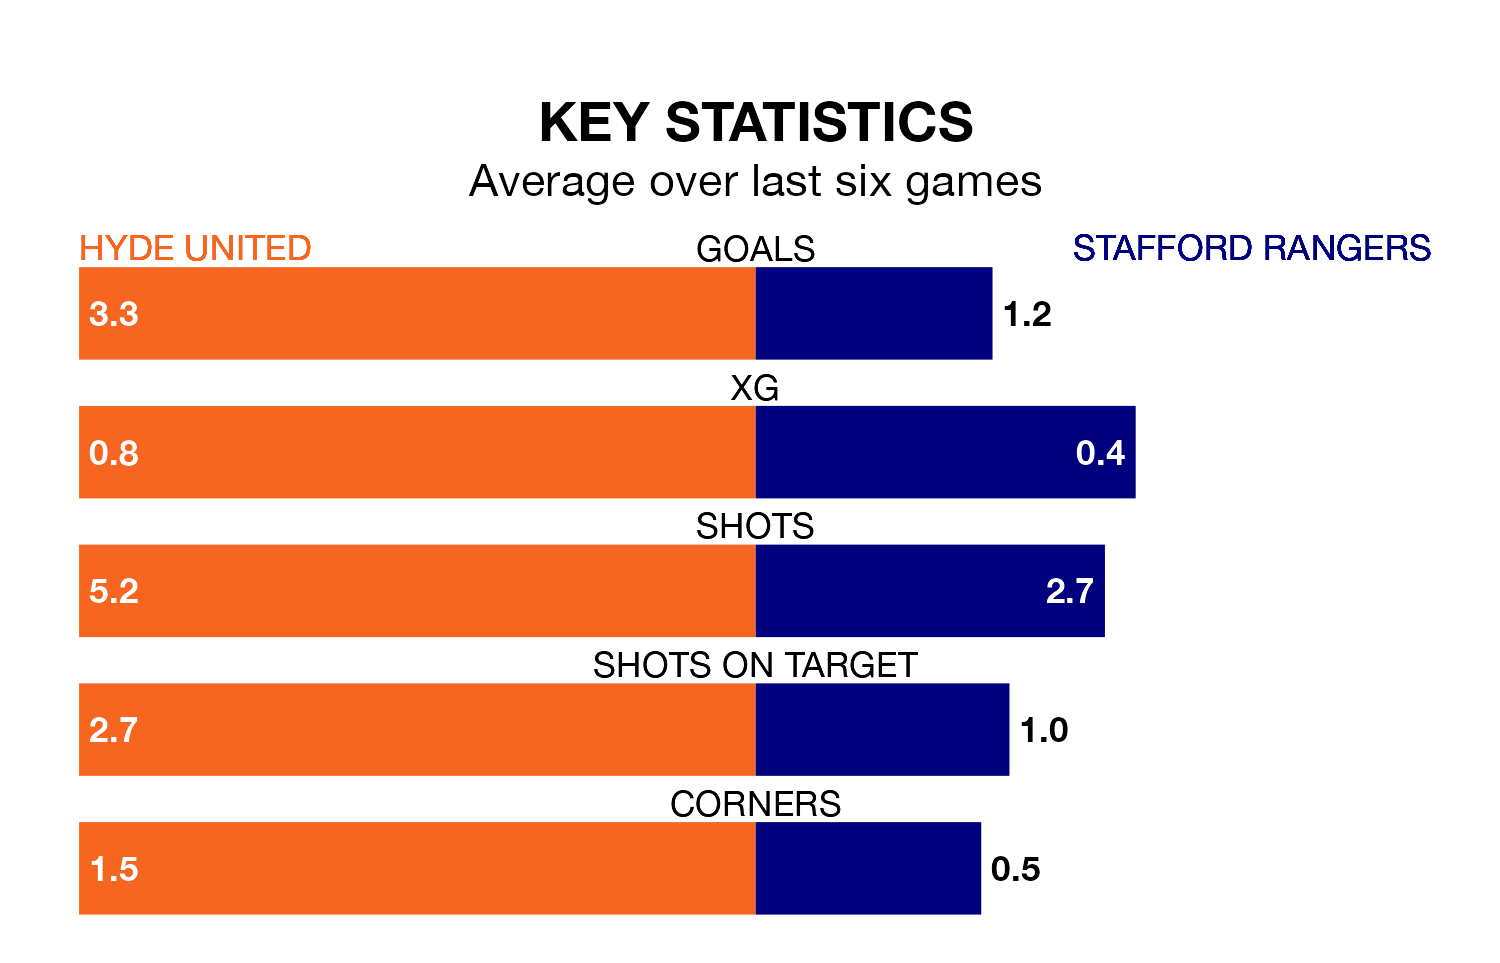 KEY STATISTICS
Average over last six games
HYDE UNITED GOALS STAFFORD RANGERS
3.3 1.2
XG
0.8 0.4
SHOTS
5.2 2.7
SHOTS ON TARGET
2.7 1.0
CORNERS
1.5 0.5